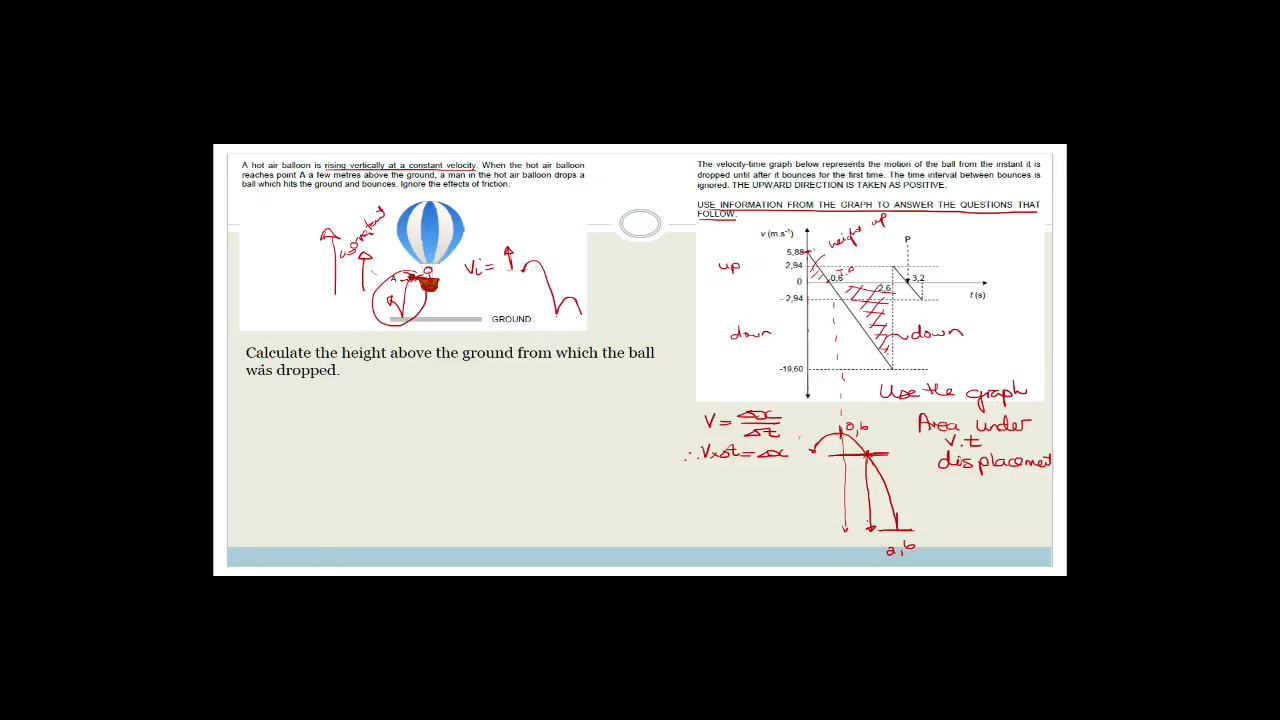 A hot air balloon is rising vertically at a constant velocity. When the hot air balloon
reaches point A a few metres above the ground, a man in the hot air balloon drops a
ball which hits the ground and bounces. Ignore the effects of friction.
constant
A
Vi =
GROUND
Calculate the height above the ground from which the ball
was dropped.
The velocity-time graph below represents the motion of the ball from the instant it is
dropped until after it bounces for the first time. The time interval between bounces is
ignored. THE UPWARD DIRECTION IS TAKEN AS POSITIVE.
USE INFORMATION FROM THE GRAPH TO ANSWER THE QUESTIONS THAT
FOLLOW.
v (m.s-1)
height up
P
5,88
up
2,94
T.P
0
0,6
2,6
3,2
- 2,94
t (s)
down
down
-19,60
Use the graph
V = Δx
Δt
0,6
Area under
v.t
∴ V×Δt = Δx
displacement
2,6